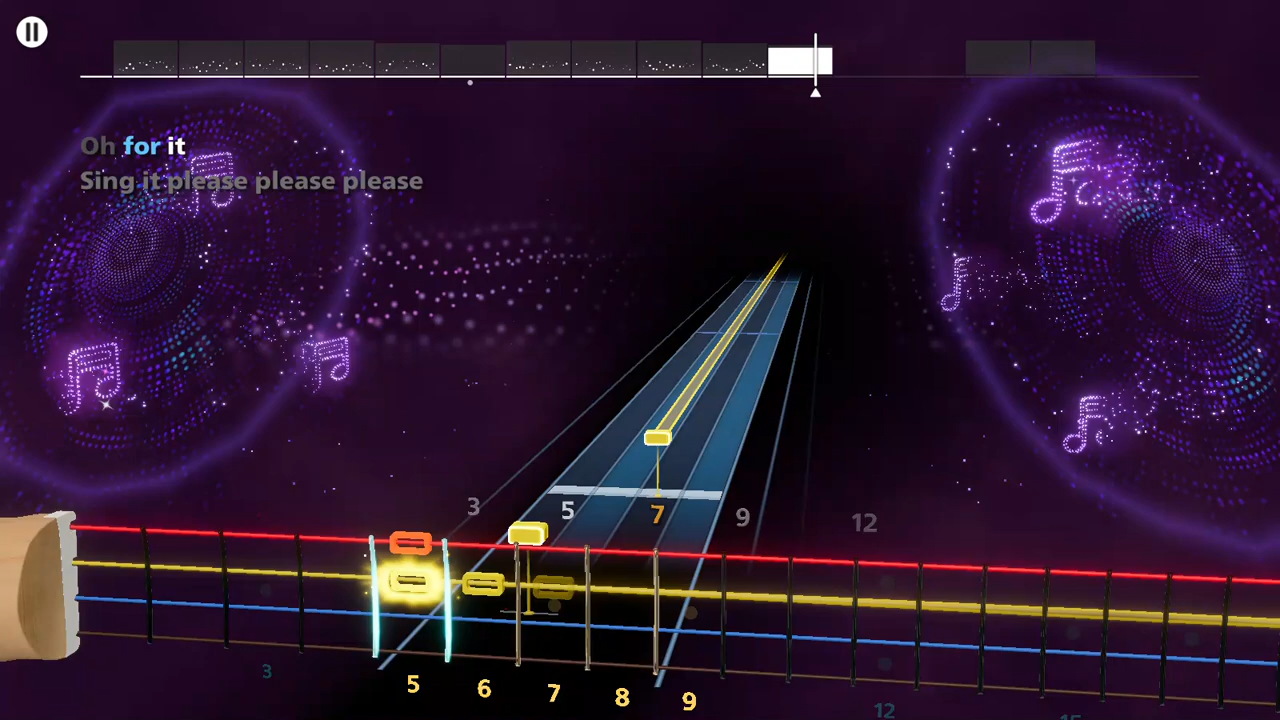 Oh for it
Sing it please please please
3 5 7 9 12
3 5 6 7 8 9 12